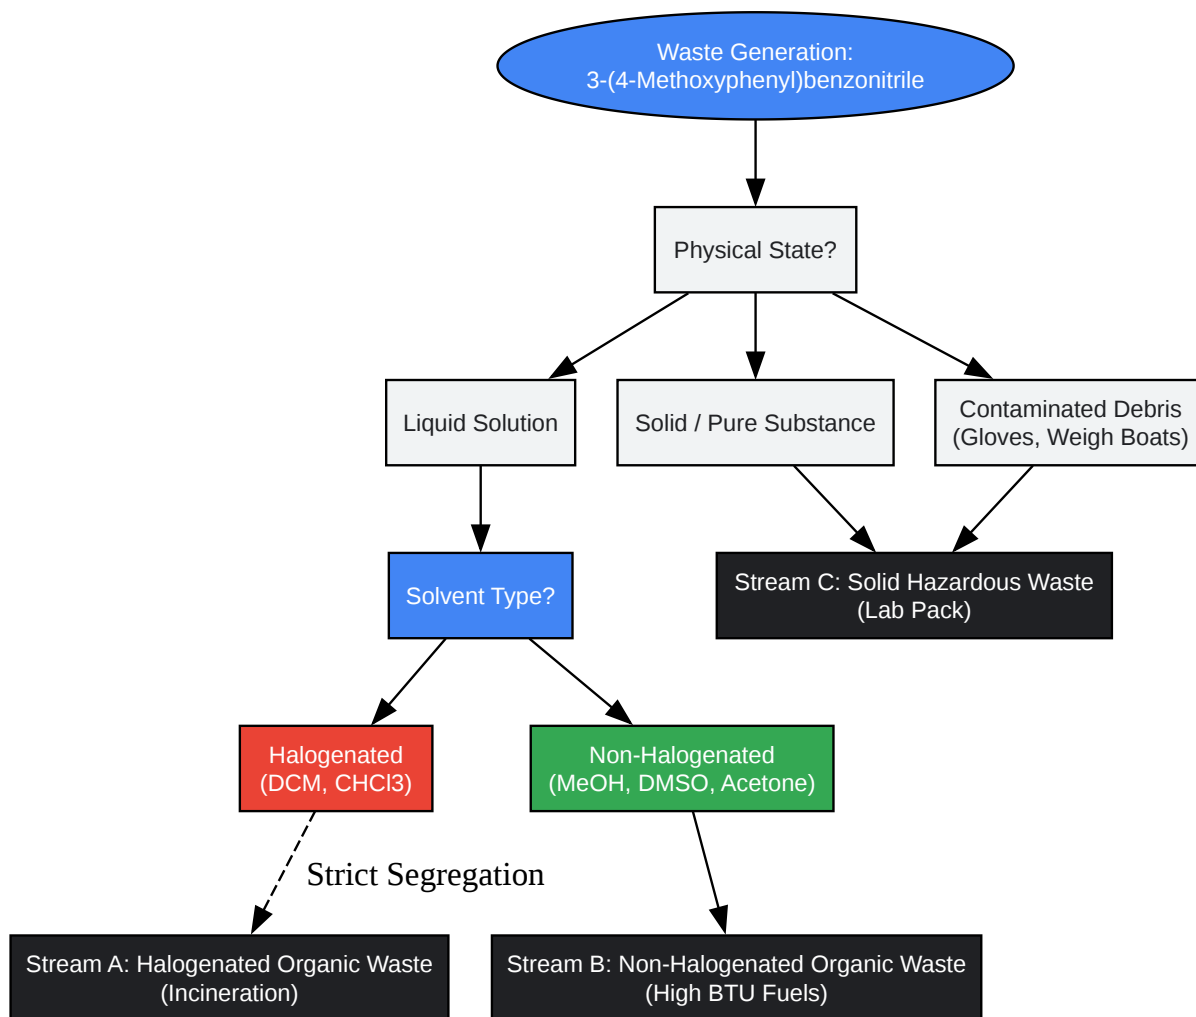 Waste Generation:
3-(4-Methoxyphenyl)benzonitrile
Physical State?
Liquid Solution
Solid / Pure Substance
Contaminated Debris
(Gloves, Weigh Boats)
Solvent Type?
Stream C: Solid Hazardous Waste
(Lab Pack)
Halogenated
(DCM, CHCl3)
Non-Halogenated
(MeOH, DMSO, Acetone)
Strict Segregation
Stream A: Halogenated Organic Waste
(Incineration)
Stream B: Non-Halogenated Organic Waste
(High BTU Fuels)